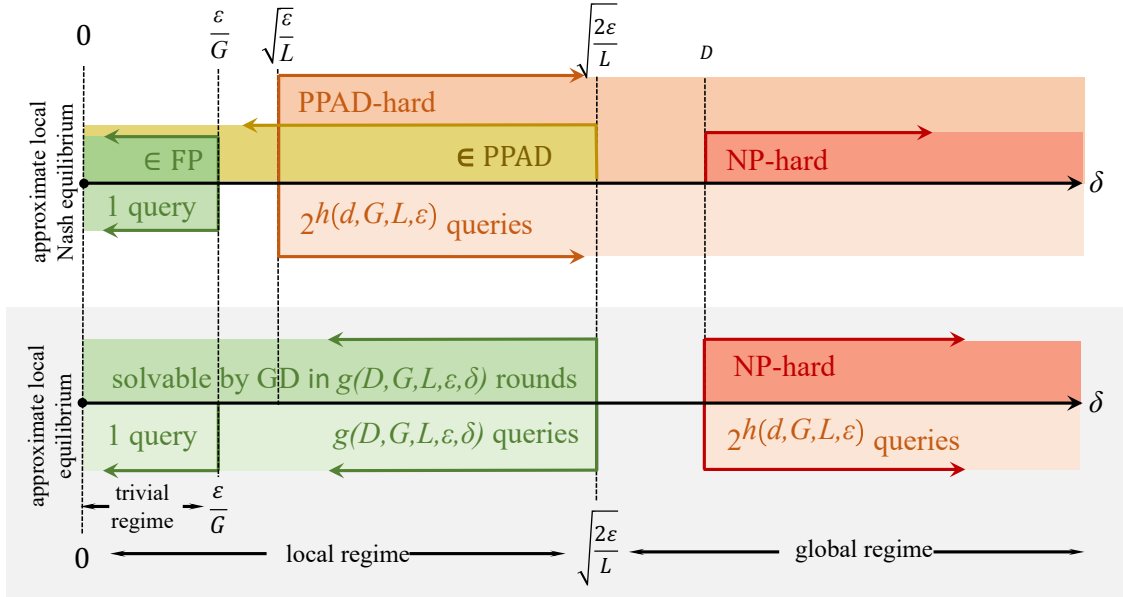 0
ε/G
√ε/L
√2ε/L
D
approximate local
Nash equilibrium
PPAD-hard
∈ FP
∈ PPAD
NP-hard
δ
1 query
2^h(d,G,L,ε) queries
approximate local
equilibrium
NP-hard
solvable by GD in g(D,G,L,ε,δ) rounds
δ
1 query
g(D,G,L,ε,δ) queries
2^h(d,G,L,ε) queries
trivial
regime
ε/G
0
local regime
√2ε/L
global regime